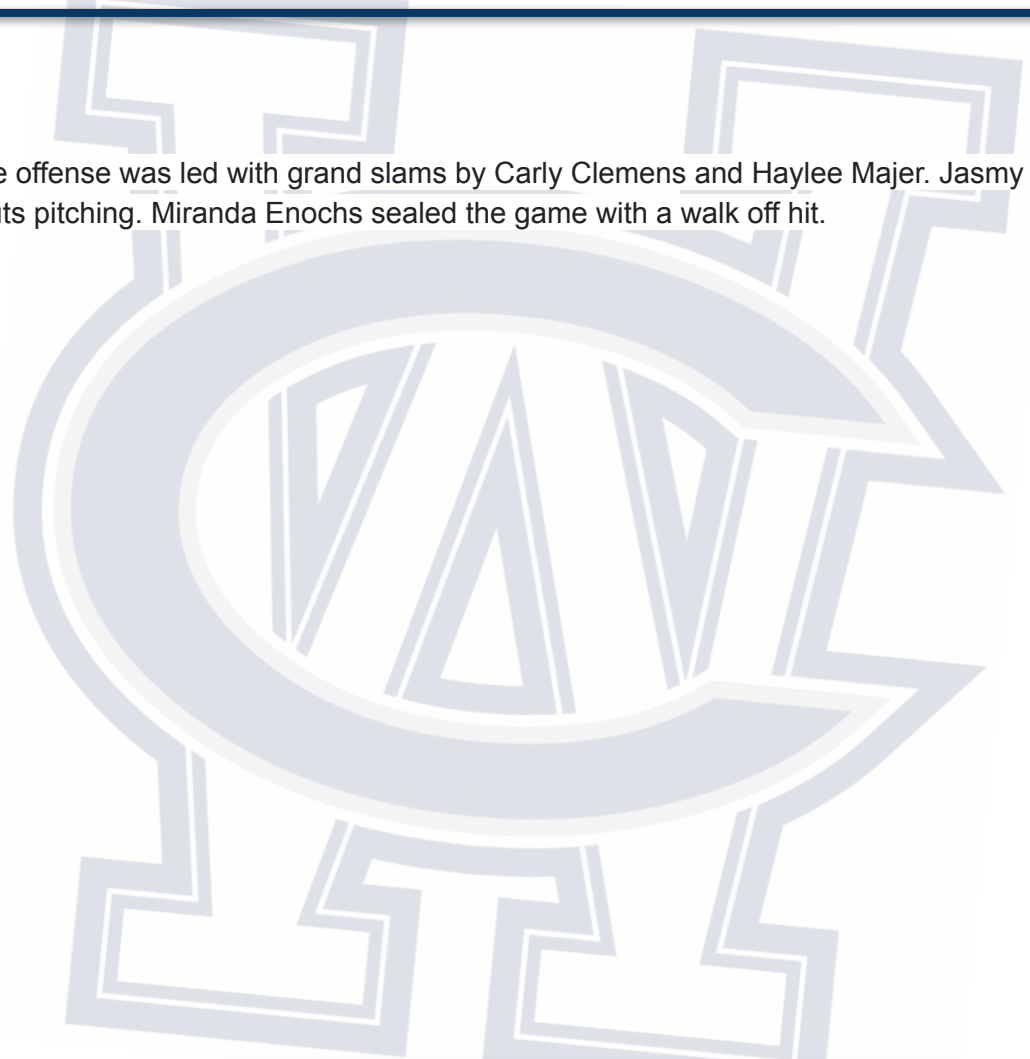 e offense was led with grand slams by Carly Clemens and Haylee Majer. Jasmy
uts pitching. Miranda Enochs sealed the game with a walk off hit.